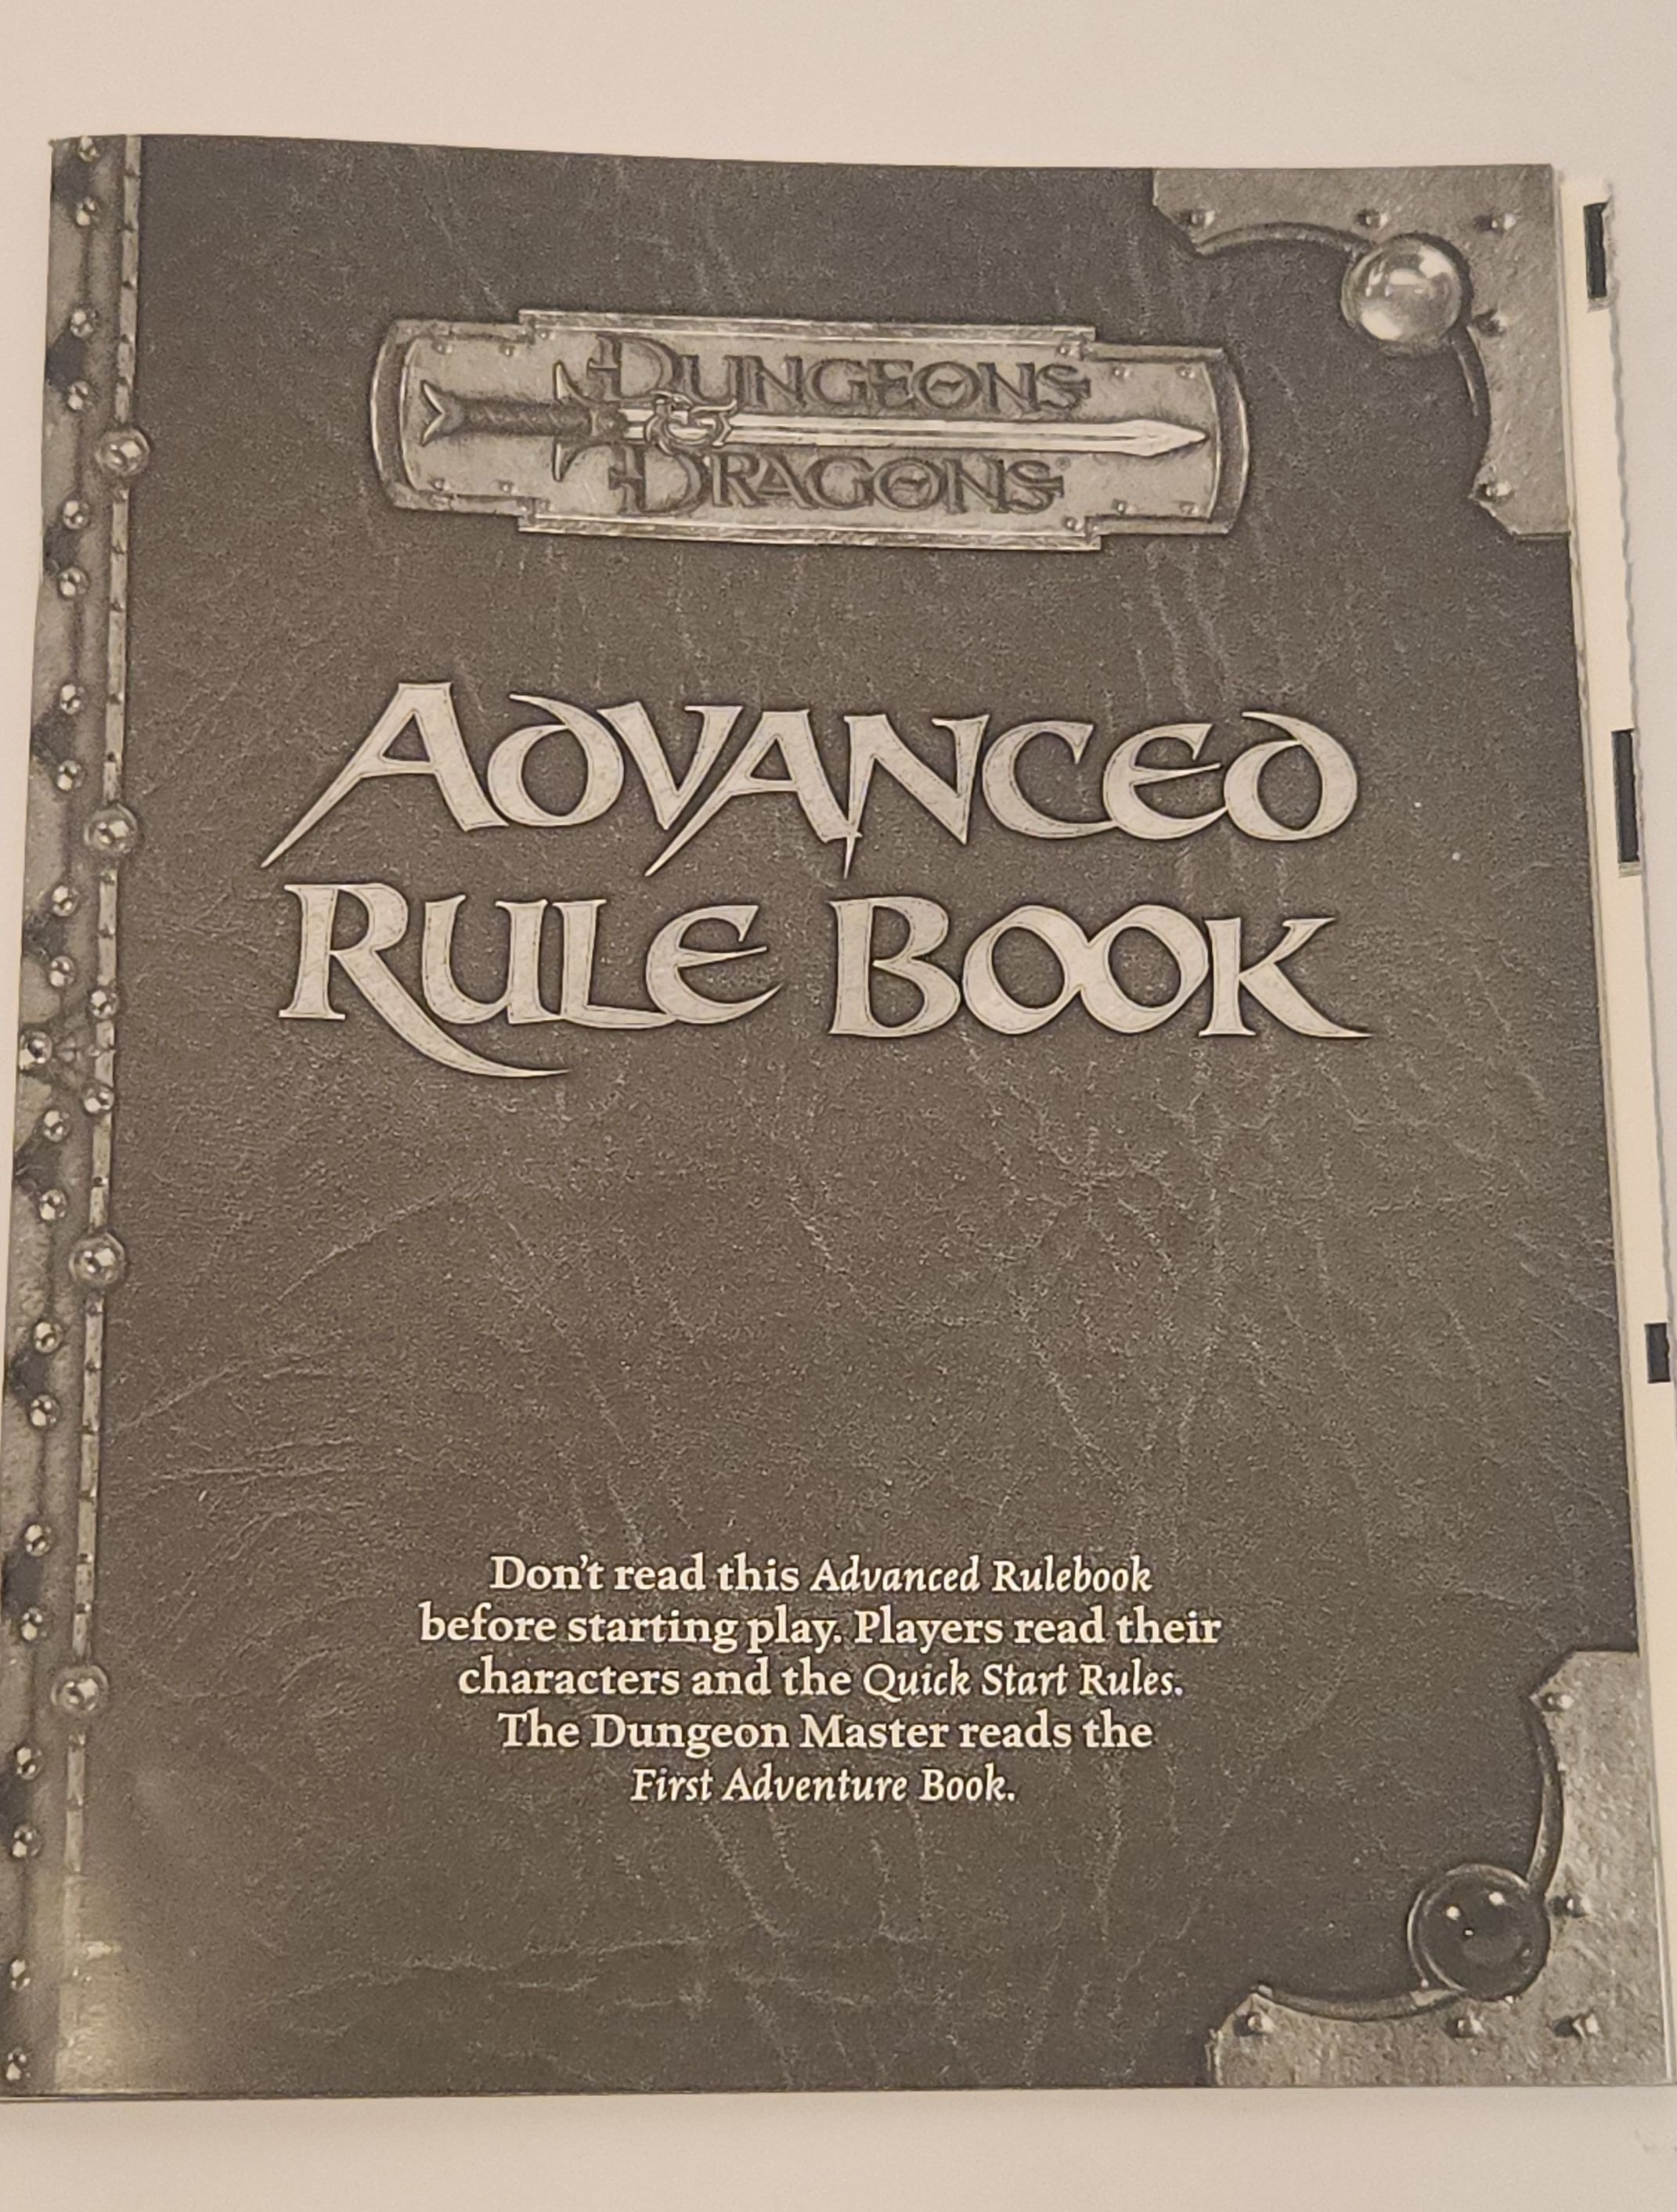 DUNGEONS
&
DRAGONS®
ADVANCED
RULE BOOK
Don't read this Advanced Rulebook
before starting play. Players read their
characters and the Quick Start Rules.
The Dungeon Master reads the
First Adventure Book.